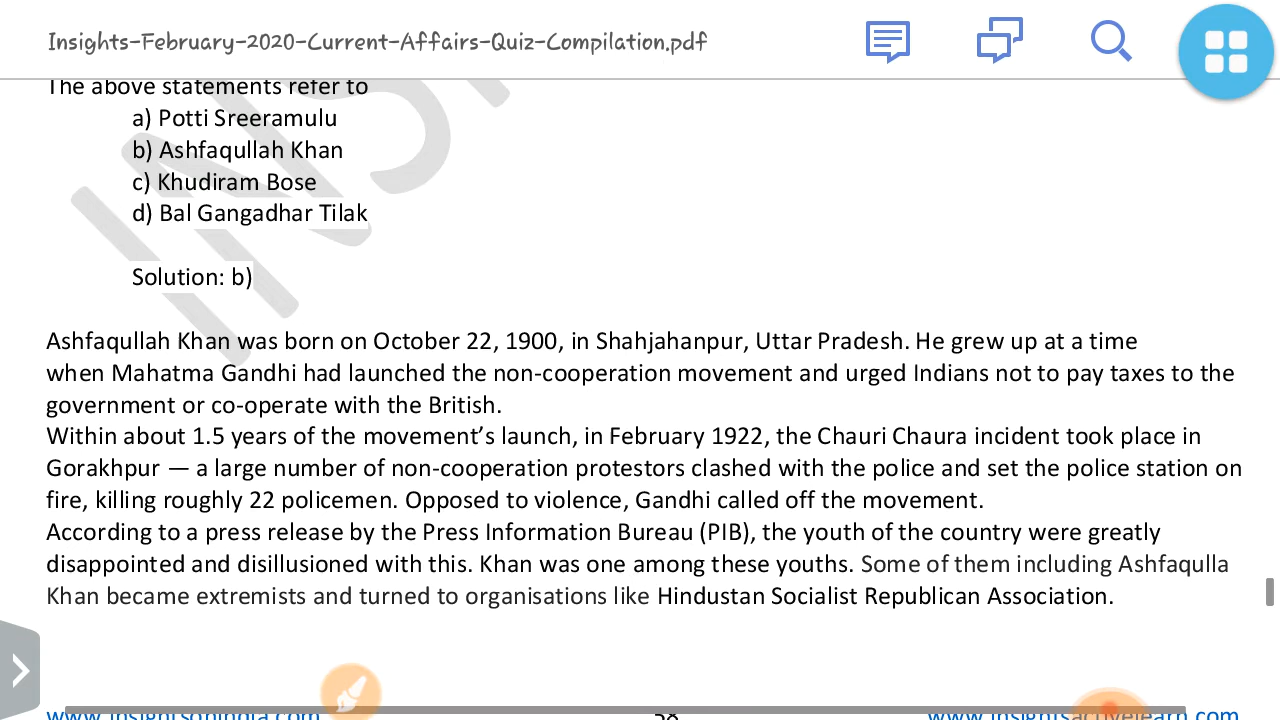 Insights-February-2020-Current-Affairs-Quiz-Compilation.pdf
The above statements refer to
a) Potti Sreeramulu
b) Ashfaqullah Khan
c) Khudiram Bose
d) Bal Gangadhar Tilak
Solution: b)
Ashfaqullah Khan was born on October 22, 1900, in Shahjahanpur, Uttar Pradesh. He grew up at a time
when Mahatma Gandhi had launched the non-cooperation movement and urged Indians not to pay taxes to the
government or co-operate with the British.
Within about 1.5 years of the movement’s launch, in February 1922, the Chauri Chaura incident took place in
Gorakhpur — a large number of non-cooperation protestors clashed with the police and set the police station on
fire, killing roughly 22 policemen. Opposed to violence, Gandhi called off the movement.
According to a press release by the Press Information Bureau (PIB), the youth of the country were greatly
disappointed and disillusioned with this. Khan was one among these youths. Some of them including Ashfaqulla
Khan became extremists and turned to organisations like Hindustan Socialist Republican Association.
www.insightsonindia.com 58 www.insightsactivelearn.com